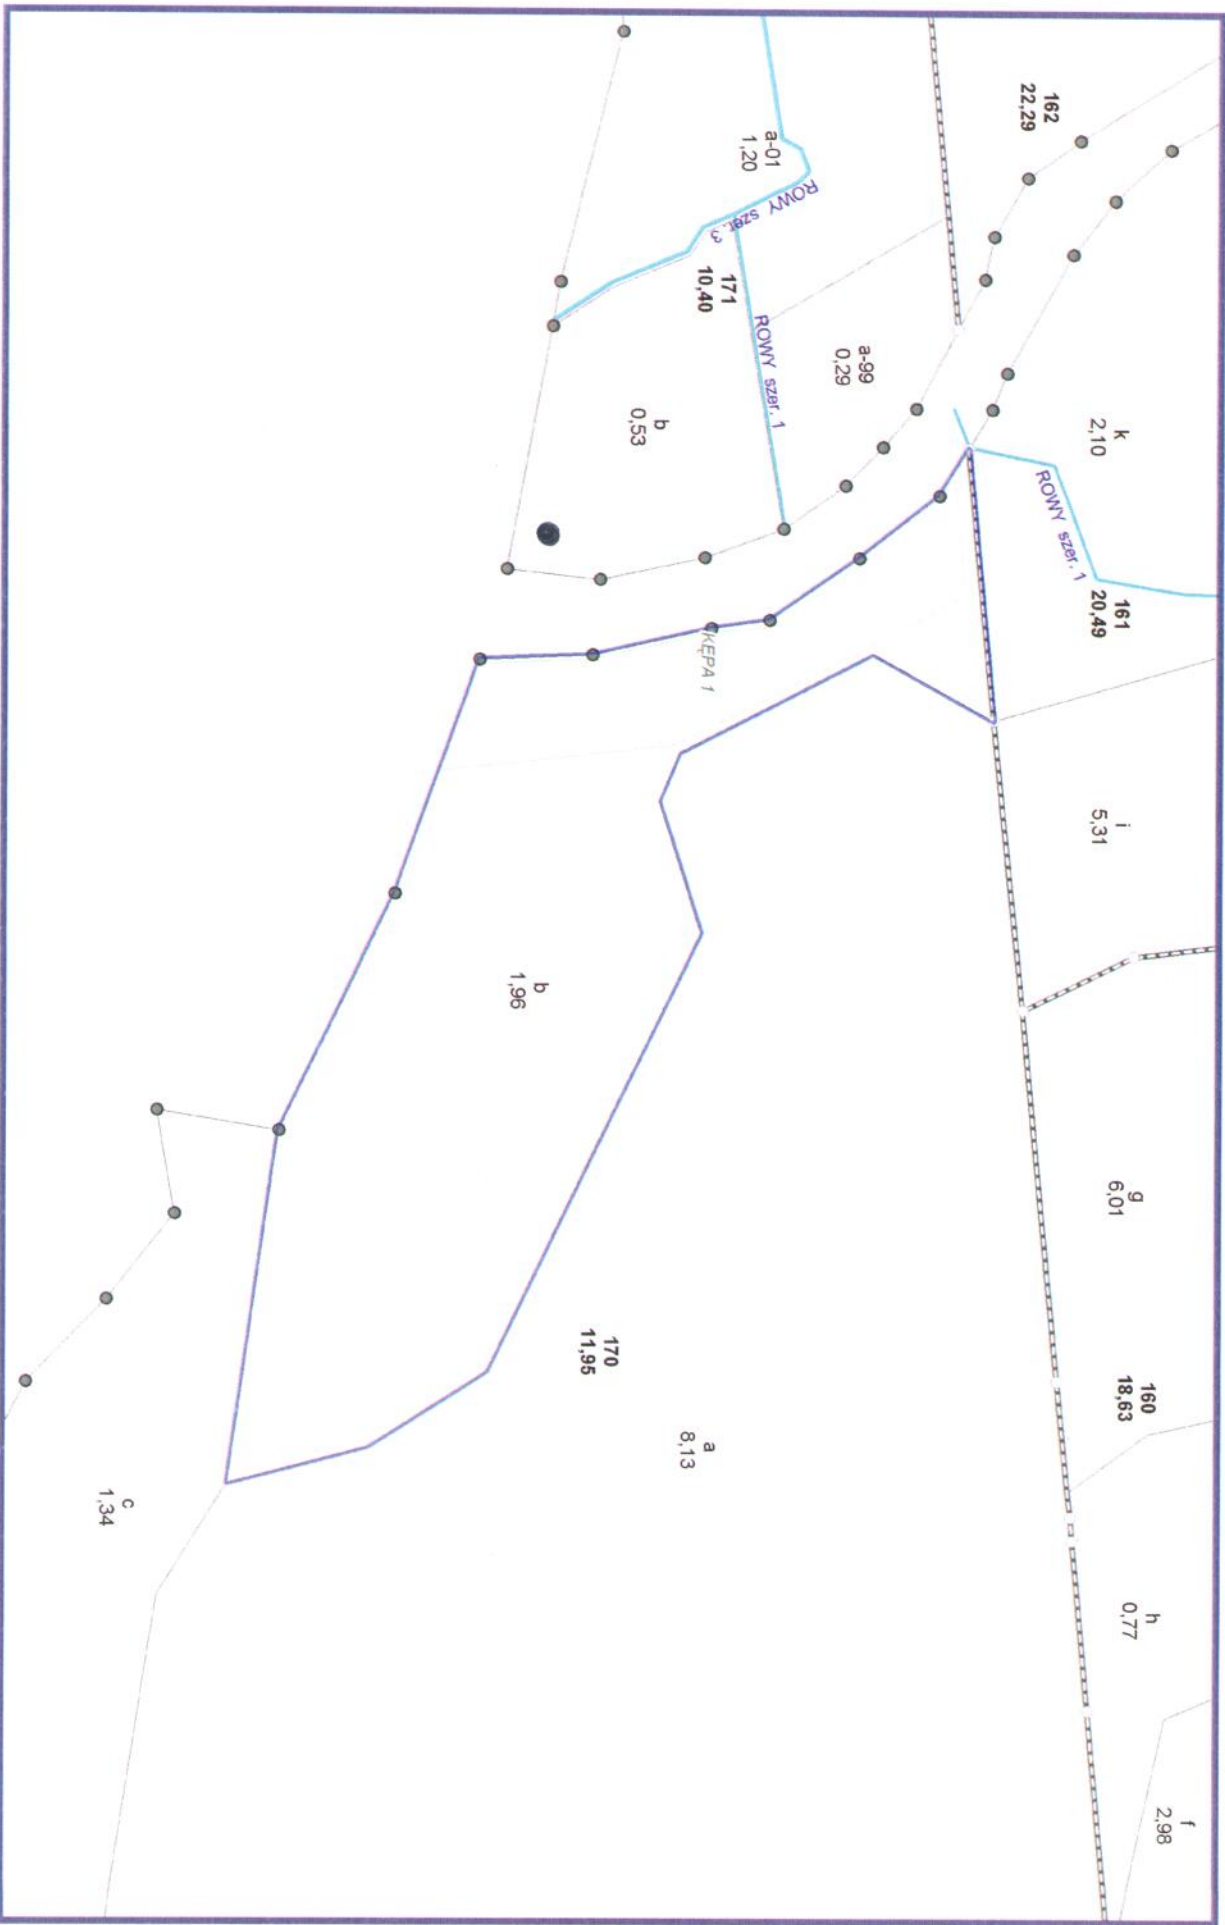 162
22,29
a-01
1,20
ROWY szer. 3
171
10,40
ROWY szer. 1
a-99
0,29
b
0,53
k
2,10
ROWY szer. 1
161
20,49
KĘPA 1
i
5,31
b
1,96
g
6,01
170
11,95
a
8,13
160
18,63
h
0,77
f
2,98
c
1,34